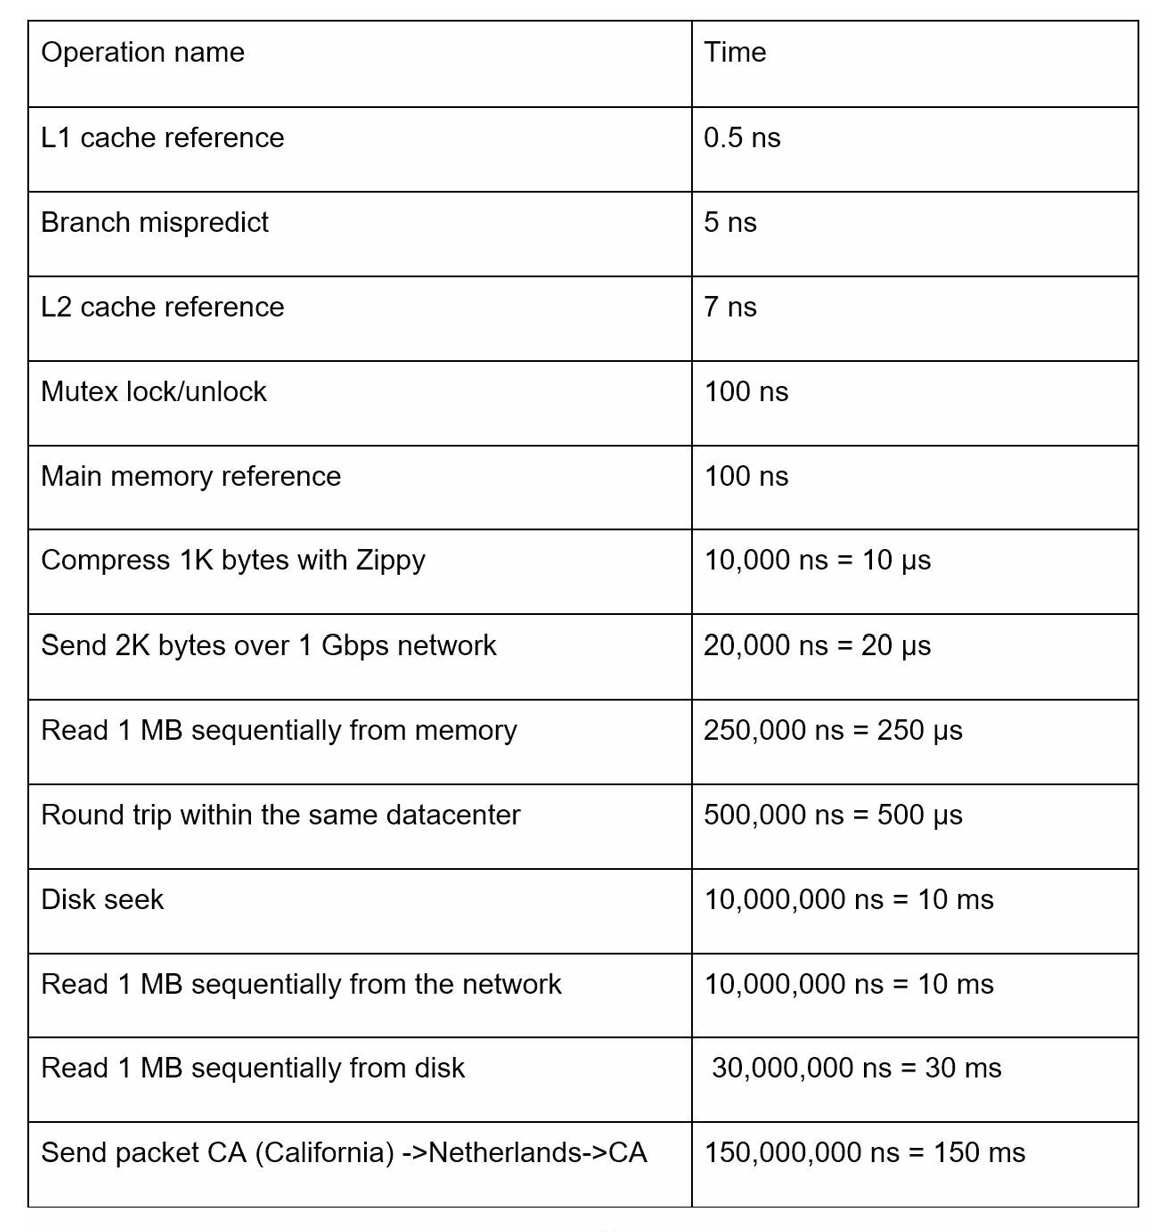 Operation name Time
L1 cache reference 0.5 ns
Branch mispredict 5 ns
L2 cache reference 7 ns
Mutex lock/unlock 100 ns
Main memory reference 100 ns
Compress 1K bytes with Zippy 10,000 ns = 10 µs
Send 2K bytes over 1 Gbps network 20,000 ns = 20 µs
Read 1 MB sequentially from memory 250,000 ns = 250 µs
Round trip within the same datacenter 500,000 ns = 500 µs
Disk seek 10,000,000 ns = 10 ms
Read 1 MB sequentially from the network 10,000,000 ns = 10 ms
Read 1 MB sequentially from disk 30,000,000 ns = 30 ms
Send packet CA (California) ->Netherlands->CA 150,000,000 ns = 150 ms